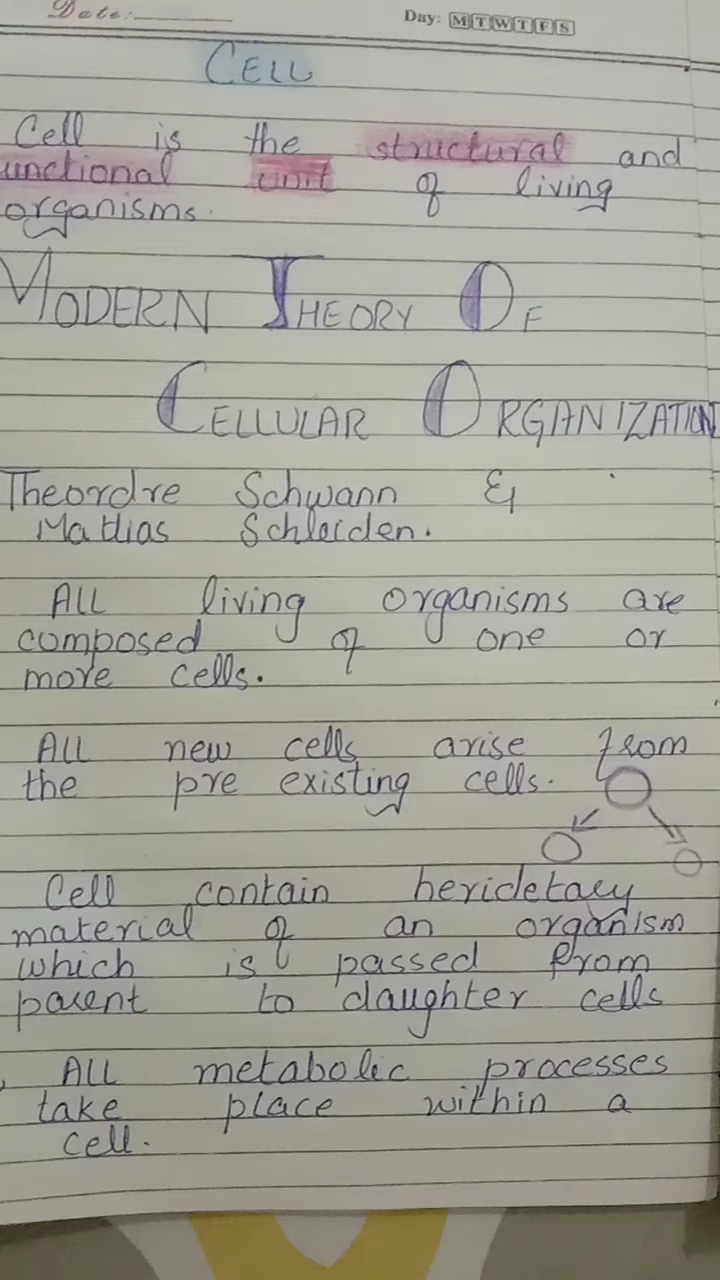 Date:
Day: M T W T F S
CELL
Cell is the structural and
unctional unit of living
organisms.
MODERN THEORY OF
CELLULAR ORGANIZATION
Theordre Schwann &
Matlias Schleiden.
All living organisms are
composed of one or
more cells.
All new cells arise from
the pre existing cells.
Cell contain heridetacy
material of an organism
which is passed from
parent to daughter cells
All metabolic processes
take place within a
cell.